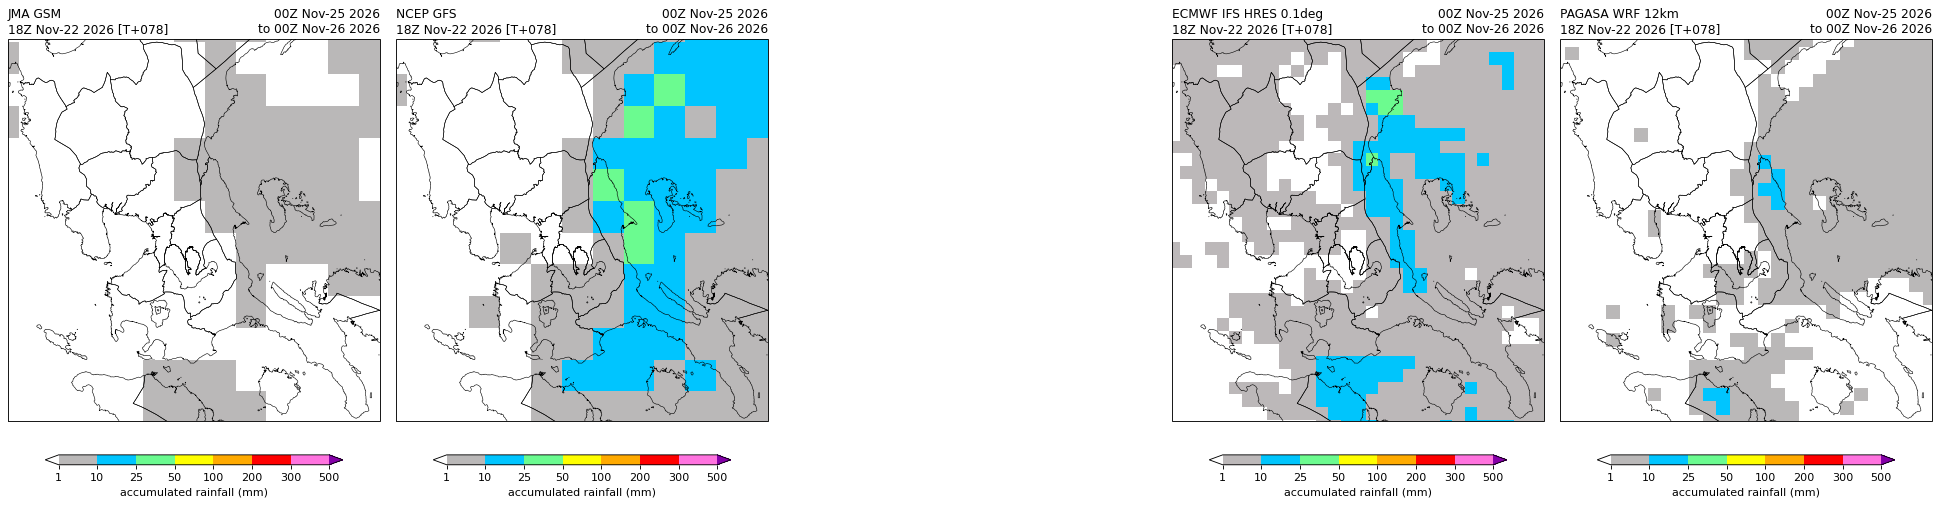 JMA GSM 00Z Nov-25 2026
18Z Nov-22 2026 [T+078] to 00Z Nov-26 2026
1 10 25 50 100 200 300 500
accumulated rainfall (mm)
NCEP GFS 00Z Nov-25 2026
18Z Nov-22 2026 [T+078] to 00Z Nov-26 2026
1 10 25 50 100 200 300 500
accumulated rainfall (mm)
ECMWF IFS HRES 0.1deg 00Z Nov-25 2026
18Z Nov-22 2026 [T+078] to 00Z Nov-26 2026
1 10 25 50 100 200 300 500
accumulated rainfall (mm)
PAGASA WRF 12km 00Z Nov-25 2026
18Z Nov-22 2026 [T+078] to 00Z Nov-26 2026
1 10 25 50 100 200 300 500
accumulated rainfall (mm)